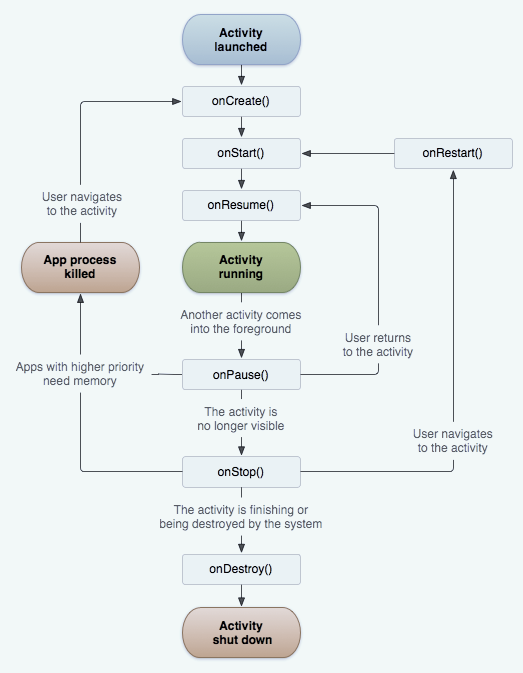 Activity
launched
onCreate()
onStart()
onRestart()
User navigates
to the activity
onResume()
App process
killed
Activity
running
Another activity comes
into the foreground
User returns
to the activity
Apps with higher priority
need memory
onPause()
The activity is
no longer visible
User navigates
to the activity
onStop()
The activity is finishing or
being destroyed by the system
onDestroy()
Activity
shut down